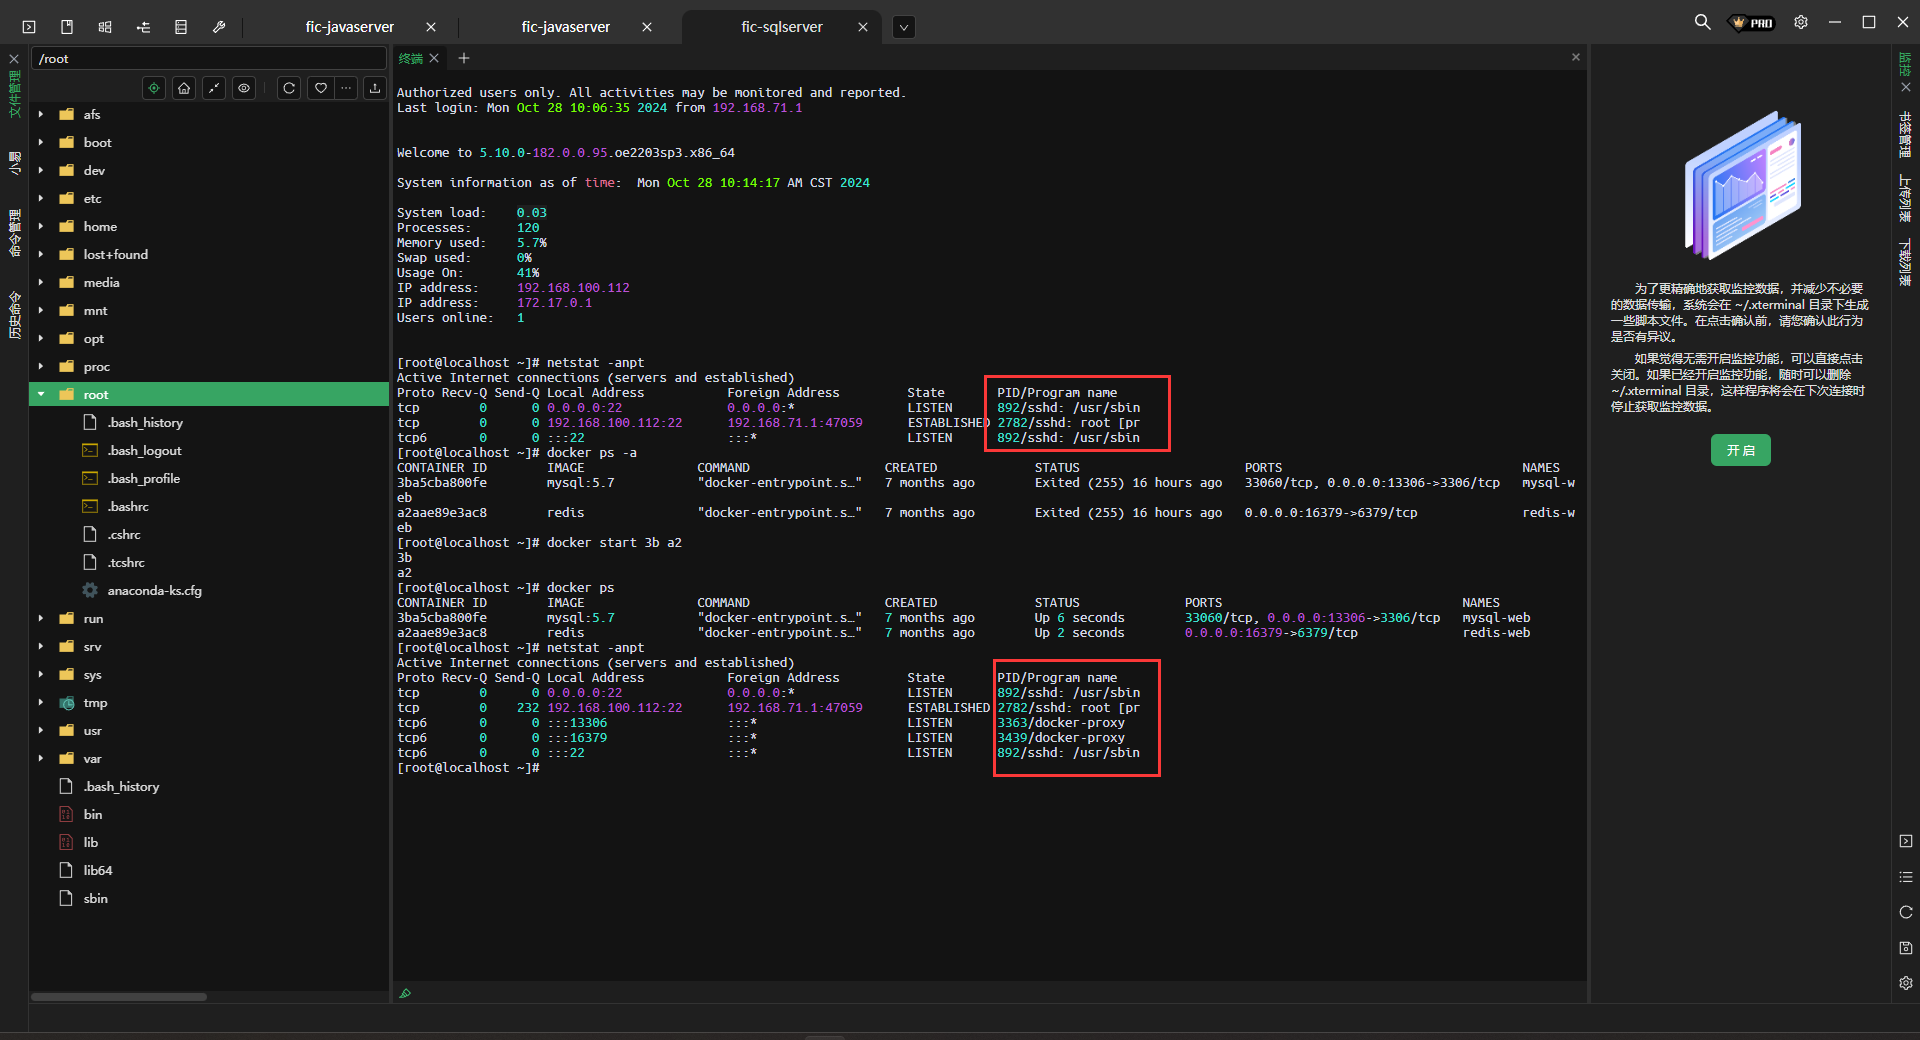 fic-javaserver
fic-javaserver
fic-sqlserver
PRO
文件管理
小易
命令管理
历史命令
/root
afs
boot
dev
etc
home
lost+found
media
mnt
opt
proc
root
.bash_history
.bash_logout
.bash_profile
.bashrc
.cshrc
.tcshrc
anaconda-ks.cfg
run
srv
sys
tmp
usr
var
.bash_history
bin
lib
lib64
sbin
终端
Authorized users only. All activities may be monitored and reported.
Last login: Mon Oct 28 10:06:35 2024 from 192.168.71.1
Welcome to 5.10.0-182.0.0.95.oe2203sp3.x86_64
System information as of time:  Mon Oct 28 10:14:17 AM CST 2024
System load:    0.03
Processes:      120
Memory used:    5.7%
Swap used:      0%
Usage On:       41%
IP address:     192.168.100.112
IP address:     172.17.0.1
Users online:   1
[root@localhost ~]# netstat -anpt
Active Internet connections (servers and established)
Proto Recv-Q Send-Q Local Address           Foreign Address         State       PID/Program name
tcp        0      0 0.0.0.0:22              0.0.0.0:*               LISTEN      892/sshd: /usr/sbin
tcp        0      0 192.168.100.112:22      192.168.71.1:47059      ESTABLISHED 2782/sshd: root [pr
tcp6       0      0 :::22                   :::*                    LISTEN      892/sshd: /usr/sbin
[root@localhost ~]# docker ps -a
CONTAINER ID        IMAGE               COMMAND                  CREATED             STATUS                      PORTS                                NAMES
3ba5cba800fe        mysql:5.7           "docker-entrypoint.s…"   7 months ago        Exited (255) 16 hours ago   33060/tcp, 0.0.0.0:13306->3306/tcp   mysql-w
eb
a2aae89e3ac8        redis               "docker-entrypoint.s…"   7 months ago        Exited (255) 16 hours ago   0.0.0.0:16379->6379/tcp              redis-w
eb
[root@localhost ~]# docker start 3b a2
3b
a2
[root@localhost ~]# docker ps
CONTAINER ID        IMAGE               COMMAND                  CREATED             STATUS              PORTS                                NAMES
3ba5cba800fe        mysql:5.7           "docker-entrypoint.s…"   7 months ago        Up 6 seconds        33060/tcp, 0.0.0.0:13306->3306/tcp   mysql-web
a2aae89e3ac8        redis               "docker-entrypoint.s…"   7 months ago        Up 2 seconds        0.0.0.0:16379->6379/tcp              redis-web
[root@localhost ~]# netstat -anpt
Active Internet connections (servers and established)
Proto Recv-Q Send-Q Local Address           Foreign Address         State       PID/Program name
tcp        0      0 0.0.0.0:22              0.0.0.0:*               LISTEN      892/sshd: /usr/sbin
tcp        0    232 192.168.100.112:22      192.168.71.1:47059      ESTABLISHED 2782/sshd: root [pr
tcp6       0      0 :::13306                :::*                    LISTEN      3363/docker-proxy
tcp6       0      0 :::16379                :::*                    LISTEN      3439/docker-proxy
tcp6       0      0 :::22                   :::*                    LISTEN      892/sshd: /usr/sbin
[root@localhost ~]#
为了更精确地获取监控数据，并减少不必要
的数据传输，系统会在 ~/.xterminal 目录下生成
一些脚本文件。在点击确认前，请您确认此行为
是否有异议。
如果觉得无需开启监控功能，可以直接点击
关闭。如果已经开启监控功能，随时可以删除
~/.xterminal 目录，这样程序将会在下次连接时
停止获取监控数据。
开 启
监控
书签管理
上传列表
下载列表